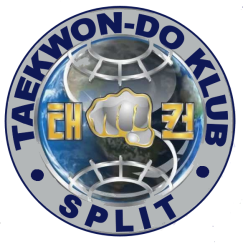 TAEKWON-DO KLUB
태 권
• SPLIT •